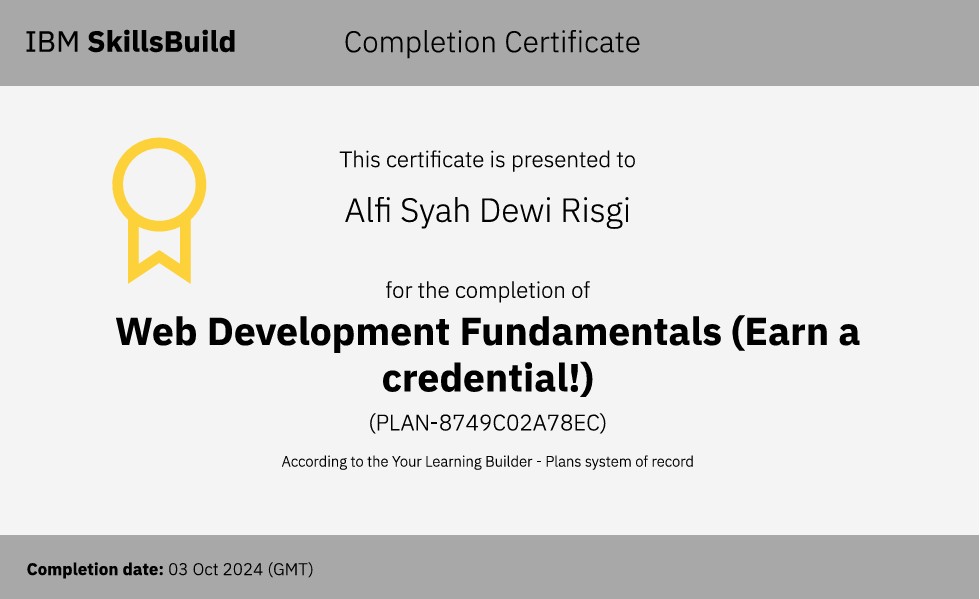 IBM SkillsBuild
Completion Certificate
This certificate is presented to
Alfi Syah Dewi Risgi
for the completion of
Web Development Fundamentals (Earn a
credential!)
(PLAN-8749C02A78EC)
According to the Your Learning Builder - Plans system of record
Completion date: 03 Oct 2024 (GMT)